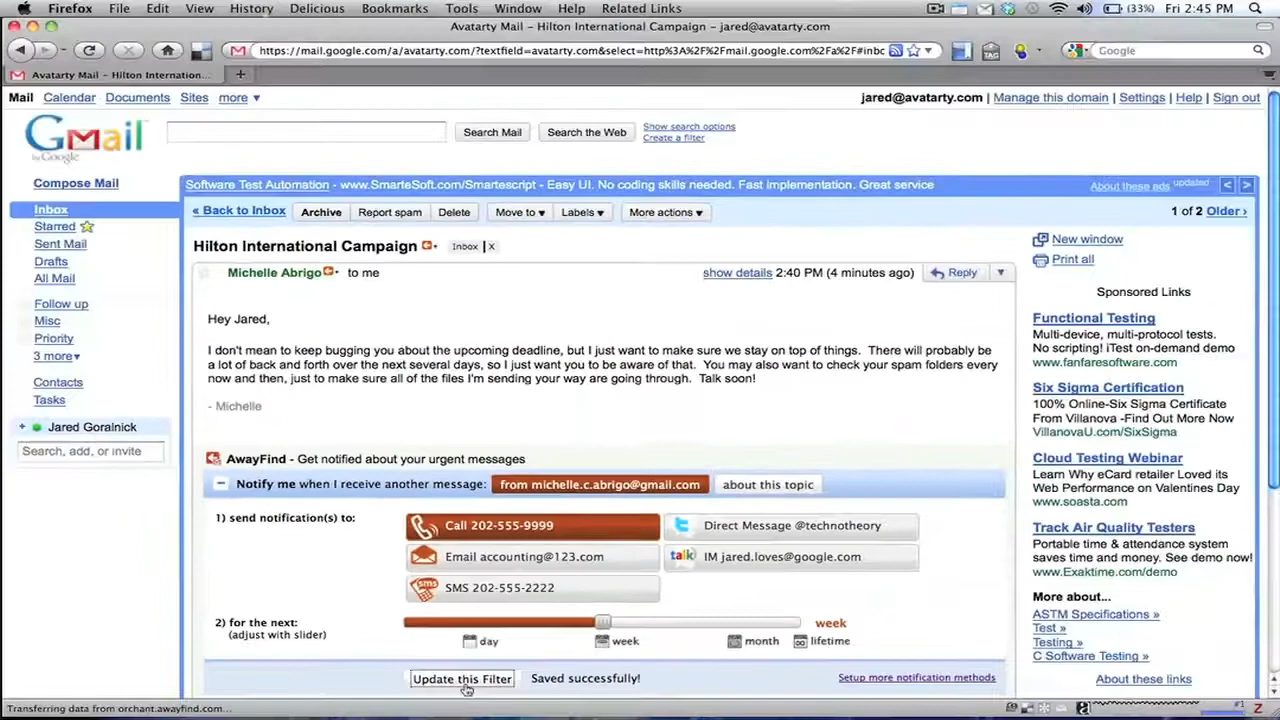 Firefox File Edit View History Delicious Bookmarks Tools Window Help Related Links (33%) Fri 2:45 PM
Avatarty Mail - Hilton International Campaign - jared@avatarty.com
https://mail.google.com/a/avatarty.com/?textfield=avatarty.com&select=http%3A%2F%2Fmail.google.com%2Fa%2F#inbc Google
Avatarty Mail - Hilton Internation...
Mail Calendar Documents Sites more jared@avatarty.com | Manage this domain | Settings | Help | Sign out
Gmail
by Google
Search Mail Search the Web Show search options
Create a filter
Compose Mail
Software Test Automation - www.SmarteSoft.com/Smartescript - Easy UI. No coding skills needed. Fast implementation. Great service About these ads updated < >
Inbox
Starred
Sent Mail
Drafts
All Mail
Follow up
Misc
Priority
3 more
Contacts
Tasks
+ Jared Goralnick
Search, add, or invite
« Back to Inbox Archive Report spam Delete Move to Labels More actions 1 of 2 Older ›
Hilton International Campaign Inbox | X
Michelle Abrigo to me show details 2:40 PM (4 minutes ago) Reply
Hey Jared,
I don't mean to keep bugging you about the upcoming deadline, but I just want to make sure we stay on top of things. There will probably be
a lot of back and forth over the next several days, so I just want you to be aware of that. You may also want to check your spam folders every
now and then, just to make sure all of the files I'm sending your way are going through. Talk soon!
- Michelle
AwayFind - Get notified about your urgent messages
Notify me when I receive another message: from michelle.c.abrigo@gmail.com about this topic
1) send notification(s) to:
Call 202-555-9999 Direct Message @technotheory
Email accounting@123.com talk IM jared.loves@google.com
sms SMS 202-555-2222
2) for the next: week
(adjust with slider)
day week month lifetime
Update this Filter Saved successfully! Setup more notification methods
New window
Print all
Sponsored Links
Functional Testing
Multi-device, multi-protocol tests.
No scripting! iTest on-demand demo
www.fanfaresoftware.com
Six Sigma Certification
100% Online-Six Sigma Certificate
From Villanova -Find Out More Now
VillanovaU.com/SixSigma
Cloud Testing Webinar
Learn Why eCard retailer Loved its
Web Performance on Valentines Day
www.soasta.com
Track Air Quality Testers
Portable time & attendance system
saves time and money. See demo now!
www.Exaktime.com/demo
More about...
ASTM Specifications »
Test »
Testing »
C Software Testing »
About these links
Transferring data from orchant.awayfind.com...